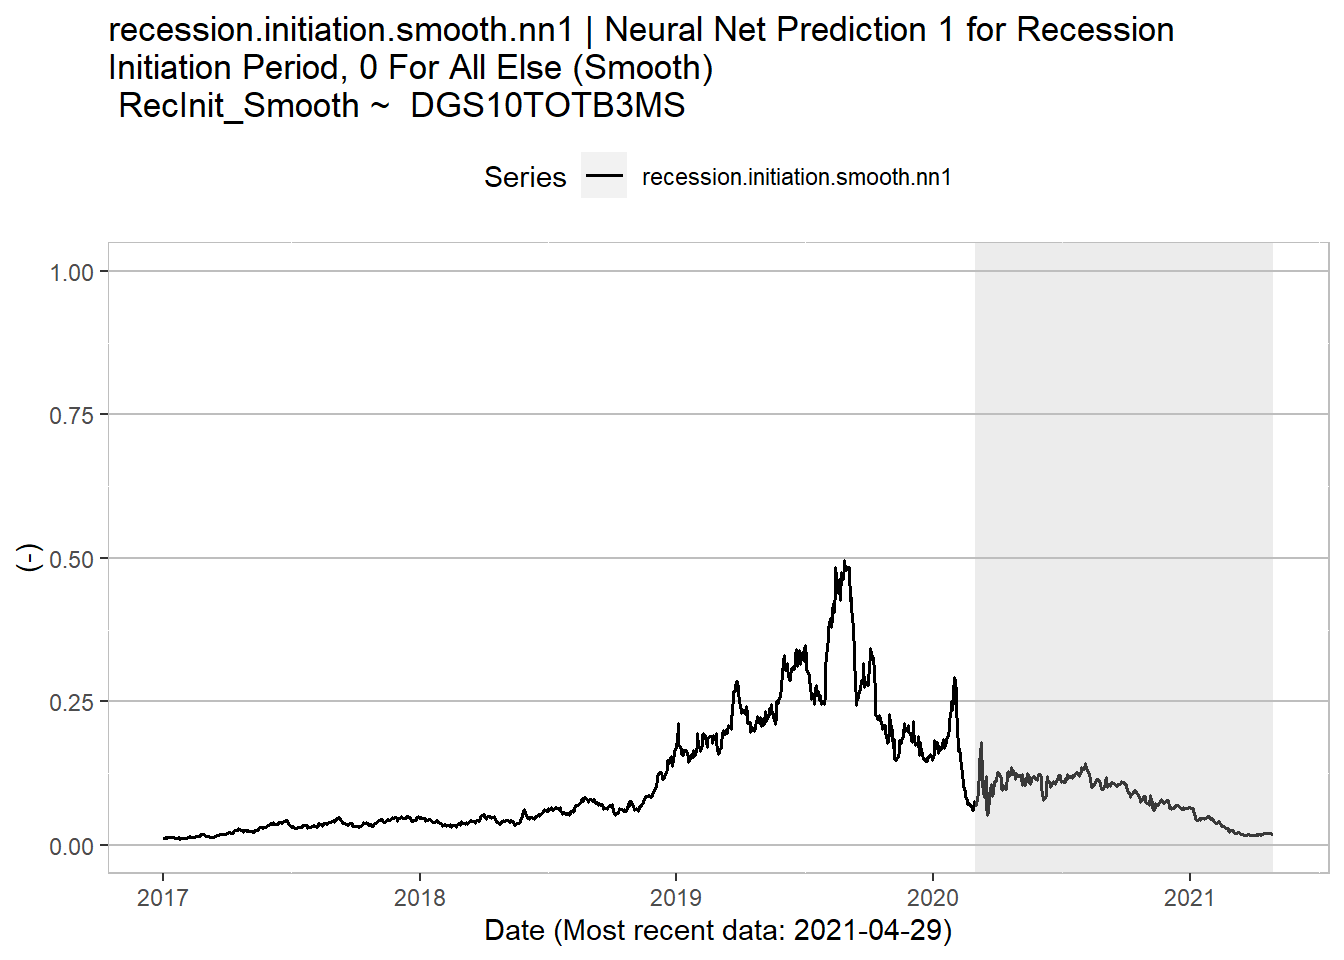 recession.initiation.smooth.nn1 | Neural Net Prediction 1 for Recession
Initiation Period, 0 For All Else (Smooth)
RecInit_Smooth ~  DGS10TOTB3MS
Series recession.initiation.smooth.nn1
1.00
0.75
0.50
0.25
0.00
(-)
2017 2018 2019 2020 2021
Date (Most recent data: 2021-04-29)